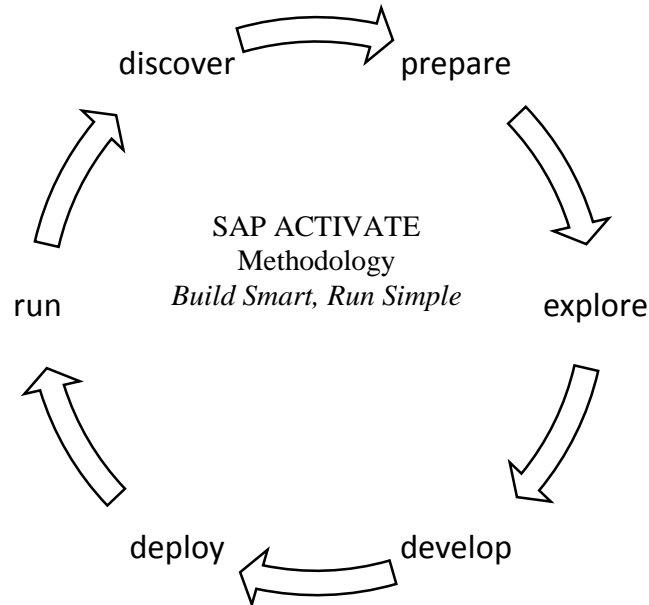 discover
prepare
SAP ACTIVATE
Methodology
Build Smart, Run Simple
run
explore
deploy
develop